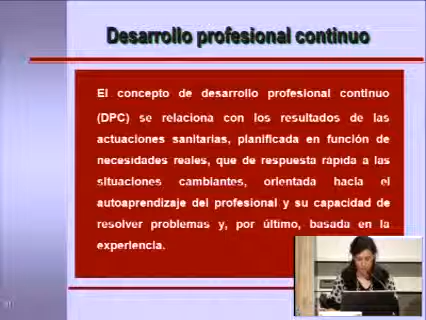 Desarrollo profesional continuo
El concepto de desarrollo profesional continuo
(DPC) se relaciona con los resultados de las
actuaciones sanitarias, planificada en función de
necesidades reales, que de respuesta rápida a las
situaciones cambiantes, orientada hacia el
autoaprendizaje del profesional y su capacidad de
resolver problemas y, por último, basada en la
experiencia.